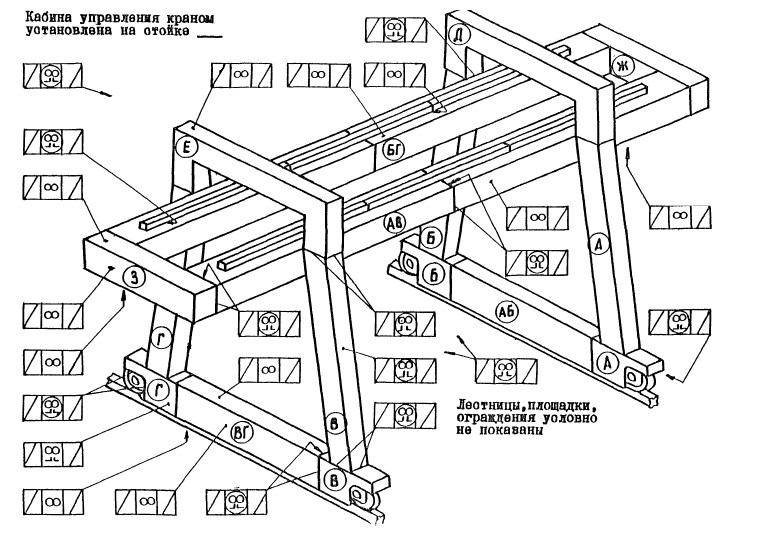 Кабина управления краном
установлена на стойке ___
Д
Ж
Е
БГ
АВ
Б
А
З
Б
АБ
Г
А
Г
В
ВГ
В
Лестницы, площадки,
ограждения условно
не показаны